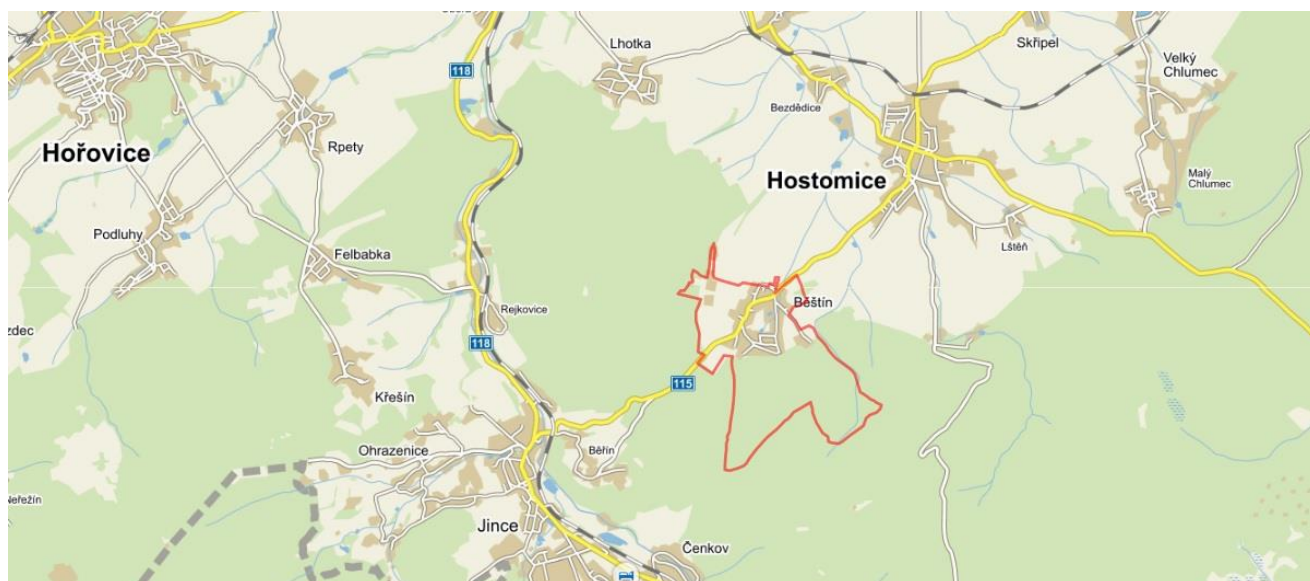 118
Lhotka
Skřipel
Velký
Chlumec
Bezdědice
Hořovice
Rpety
Hostomice
Malý
Chlumec
Podluhy
Felbabka
Lštěň
Rejkovice
Běštín
zdec
118
115
Křešín
Ohrazenice
Běřín
Neřežín
Jince
Čenkov